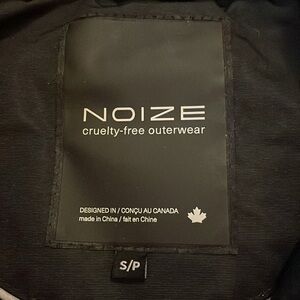 NOIZE
cruelty-free outerwear
DESIGNED IN / CONÇU AU CANADA
made in China / fait en Chine
S/P